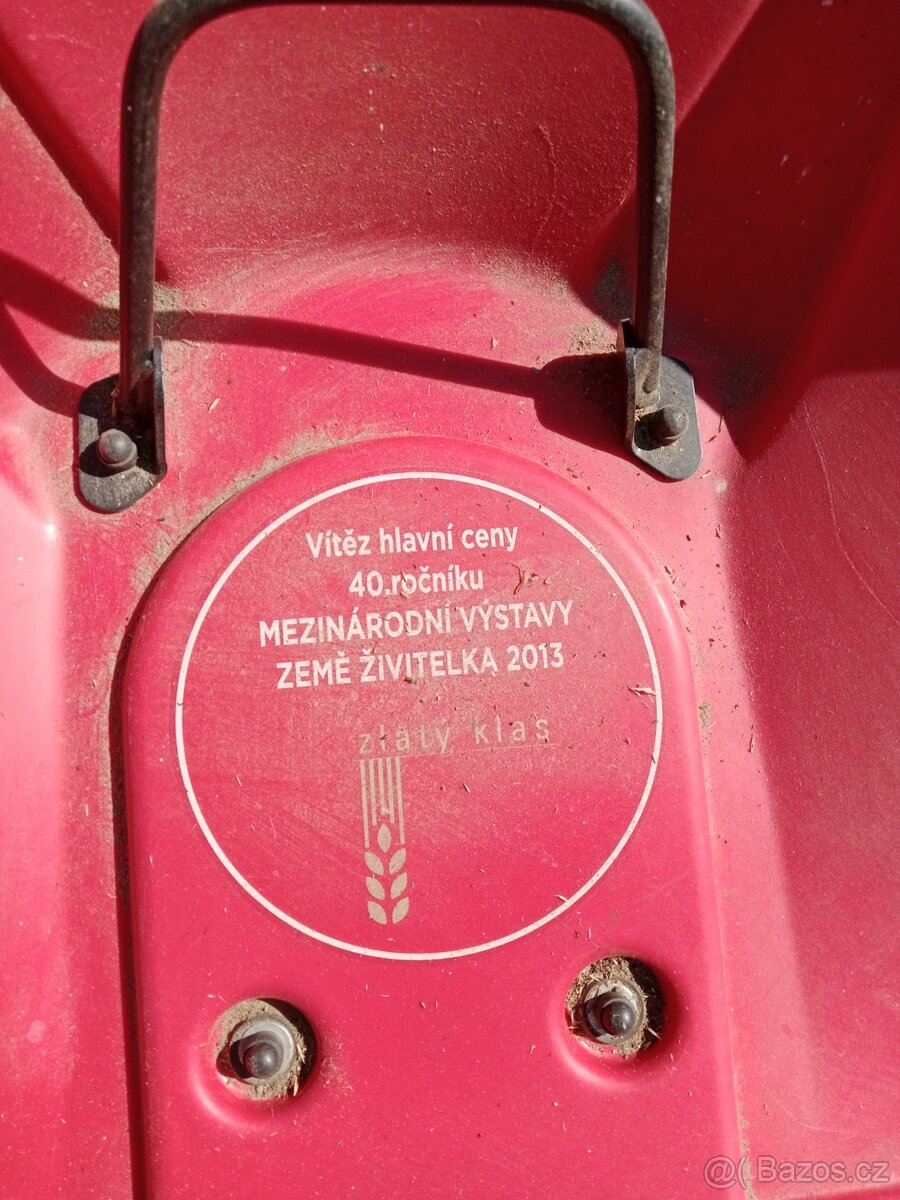 Vítěz hlavní ceny
40.ročníku
MEZINÁRODNÍ VÝSTAVY
ZEMĚ ŽIVITELKA 2013
zlatý klas
@( Bazos.cz